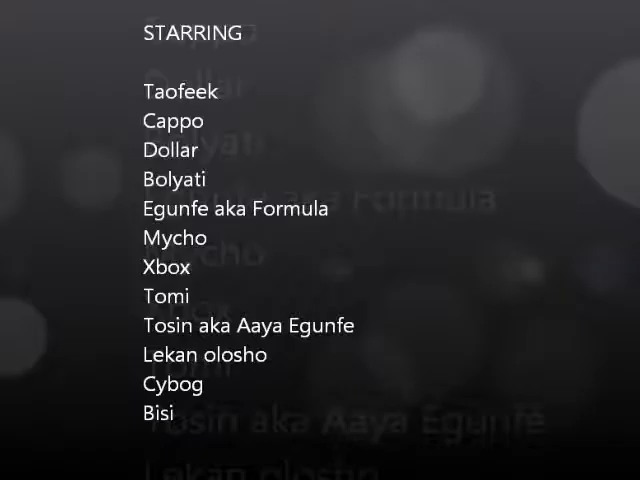 STARRING
Taofeek
Cappo
Dollar
Bolyati
Egunfe aka Formula
Mycho
Xbox
Tomi
Tosin aka Aaya Egunfe
Lekan olosho
Cybog
Bisi